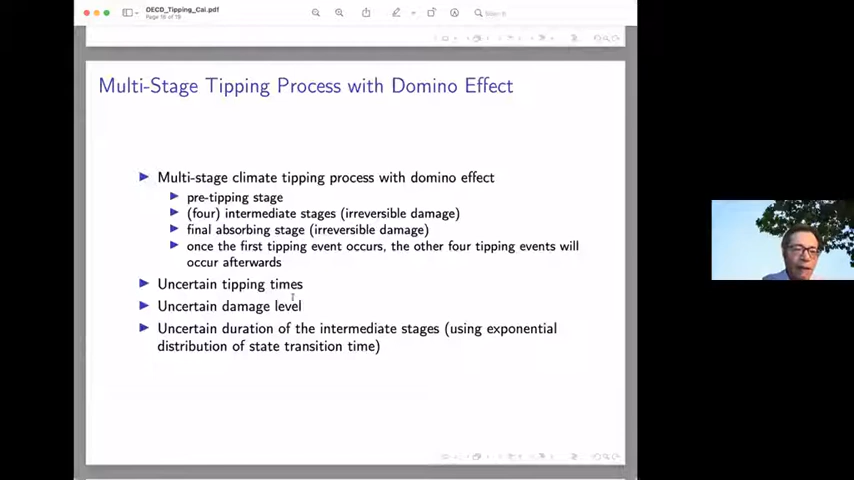 OECD_Tipping_Cai.pdf
Search
Multi-Stage Tipping Process with Domino Effect
Multi-stage climate tipping process with domino effect
pre-tipping stage
(four) intermediate stages (irreversible damage)
final absorbing stage (irreversible damage)
once the first tipping event occurs, the other four tipping events will
occur afterwards
Uncertain tipping times
Uncertain damage level
Uncertain duration of the intermediate stages (using exponential
distribution of state transition time)